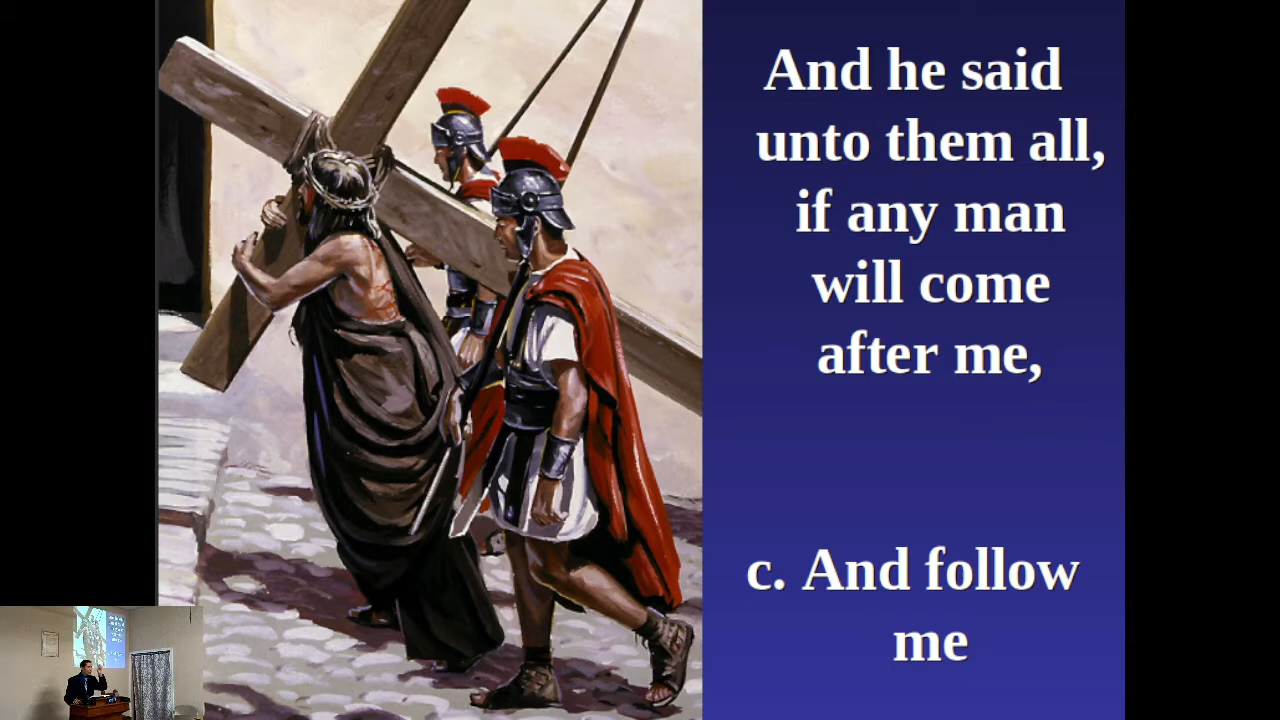 And he said
unto them all,
if any man
will come
after me,
c. And follow
me